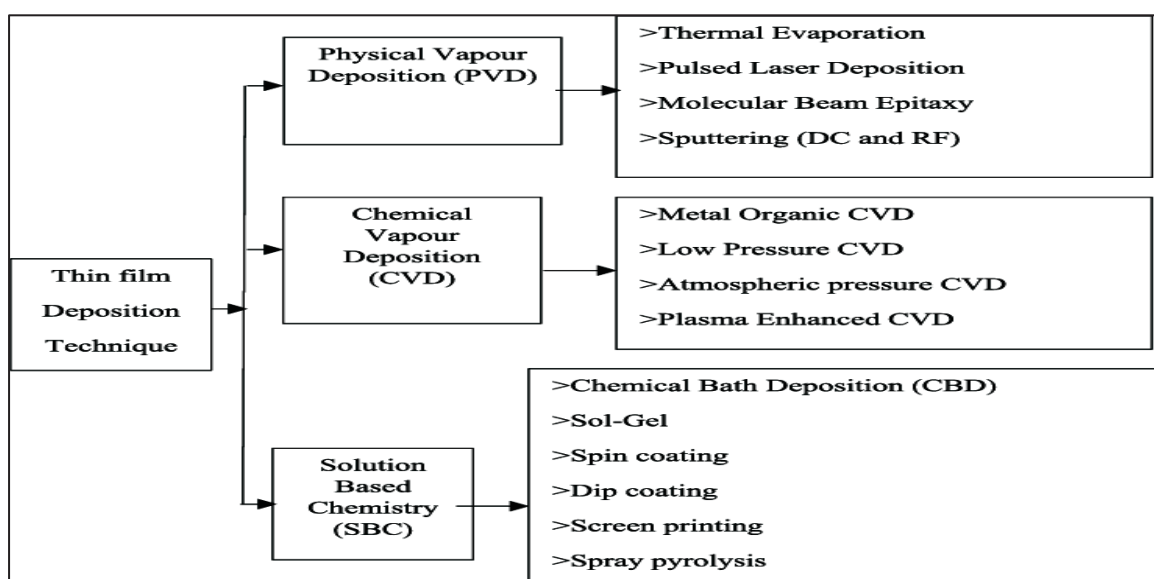 Thin film
Deposition
Technique
Physical Vapour
Deposition (PVD)
>Thermal Evaporation
>Pulsed Laser Deposition
>Molecular Beam Epitaxy
>Sputtering (DC and RF)
Chemical
Vapour
Deposition
(CVD)
>Metal Organic CVD
>Low Pressure CVD
>Atmospheric pressure CVD
>Plasma Enhanced CVD
Solution
Based
Chemistry
(SBC)
>Chemical Bath Deposition (CBD)
>Sol-Gel
>Spin coating
>Dip coating
>Screen printing
>Spray pyrolysis